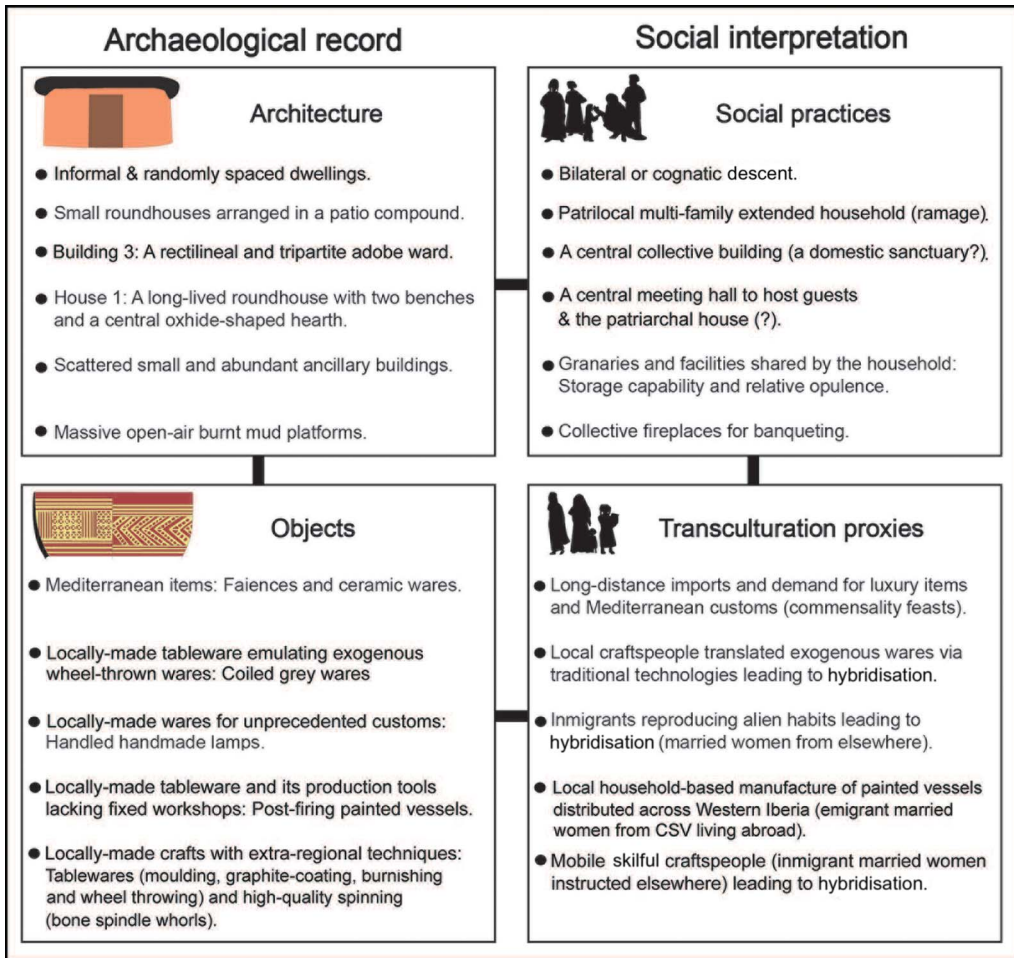 Archaeological record
Architecture
● Informal & randomly spaced dwellings.
● Small roundhouses arranged in a patio compound.
● Building 3: A rectilineal and tripartite adobe ward.
● House 1: A long-lived roundhouse with two benches
and a central oxhide-shaped hearth.
● Scattered small and abundant ancillary buildings.
● Massive open-air burnt mud platforms.
Social interpretation
Social practices
● Bilateral or cognatic descent.
● Patrilocal multi-family extended household (ramage).
● A central collective building (a domestic sanctuary?).
● A central meeting hall to host guests
& the patriarchal house (?).
● Granaries and facilities shared by the household:
Storage capability and relative opulence.
● Collective fireplaces for banqueting.
Objects
● Mediterranean items: Faiences and ceramic wares.
● Locally-made tableware emulating exogenous
wheel-thrown wares: Coiled grey wares
● Locally-made wares for unprecedented customs:
Handled handmade lamps.
● Locally-made tableware and its production tools
lacking fixed workshops: Post-firing painted vessels.
● Locally-made crafts with extra-regional techniques:
Tablewares (moulding, graphite-coating, burnishing
and wheel throwing) and high-quality spinning
(bone spindle whorls).
Transculturation proxies
● Long-distance imports and demand for luxury items
and Mediterranean customs (commensality feasts).
● Local craftspeople translated exogenous wares via
traditional technologies leading to hybridisation.
● Inmigrants reproducing alien habits leading to
hybridisation (married women from elsewhere).
● Local household-based manufacture of painted vessels
distributed across Western Iberia (emigrant married
women from CSV living abroad).
● Mobile skilful craftspeople (inmigrant married women
instructed elsewhere) leading to hybridisation.